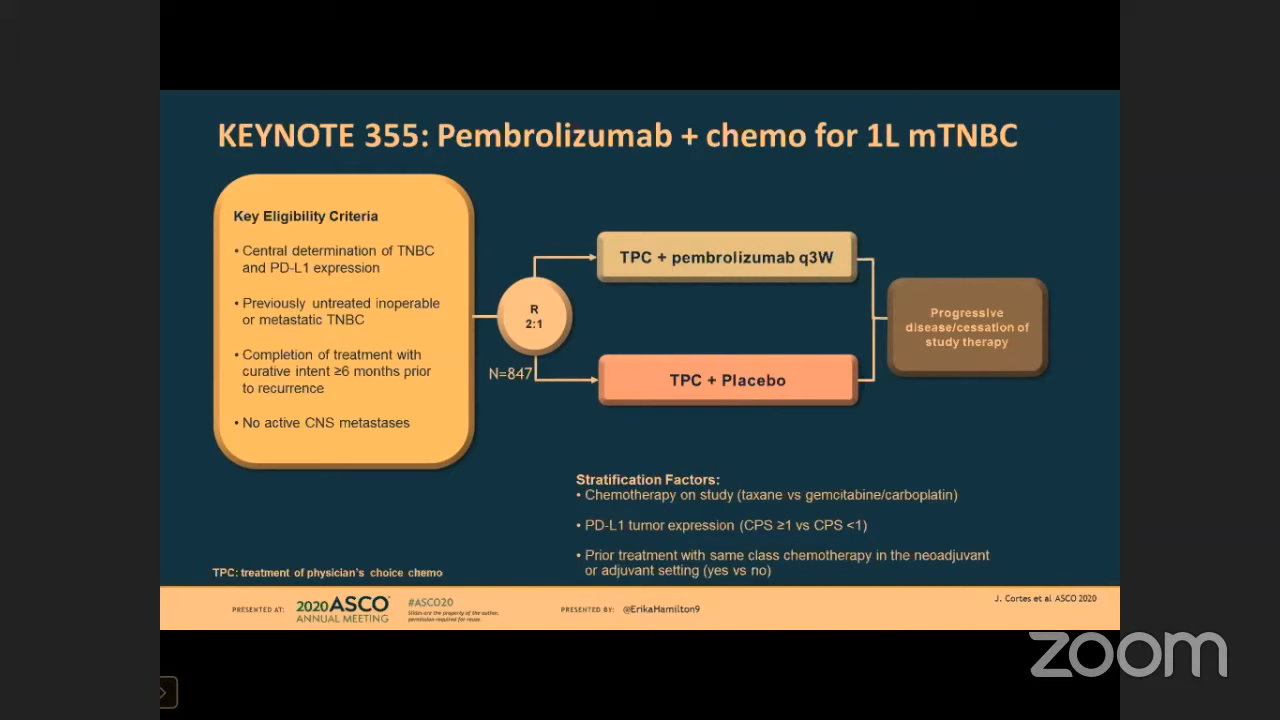 KEYNOTE 355: Pembrolizumab + chemo for 1L mTNBC
Key Eligibility Criteria
• Central determination of TNBC
and PD-L1 expression
• Previously untreated inoperable
or metastatic TNBC
• Completion of treatment with
curative intent ≥6 months prior
to recurrence
• No active CNS metastases
R
2:1
N=847
TPC + pembrolizumab q3W
TPC + Placebo
Progressive
disease/cessation of
study therapy
Stratification Factors:
• Chemotherapy on study (taxane vs gemcitabine/carboplatin)
• PD-L1 tumor expression (CPS ≥1 vs CPS <1)
• Prior treatment with same class chemotherapy in the neoadjuvant
or adjuvant setting (yes vs no)
TPC: treatment of physician's choice chemo
J. Cortes et al ASCO 2020
PRESENTED AT:
2020 ASCO
ANNUAL MEETING
#ASCO20
Slides are the property of the author,
permission required for reuse.
PRESENTED BY:
@ErikaHamilton9
zoom